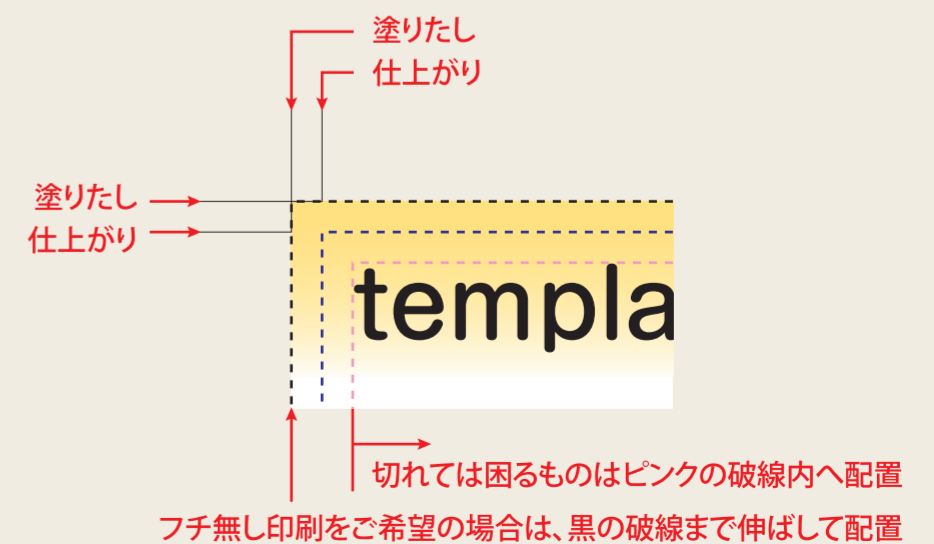 塗りたし
仕上がり
塗りたし
仕上がり
templa
切れては困るものはピンクの破線内へ配置
フチ無し印刷をご希望の場合は、黒の破線まで伸ばして配置